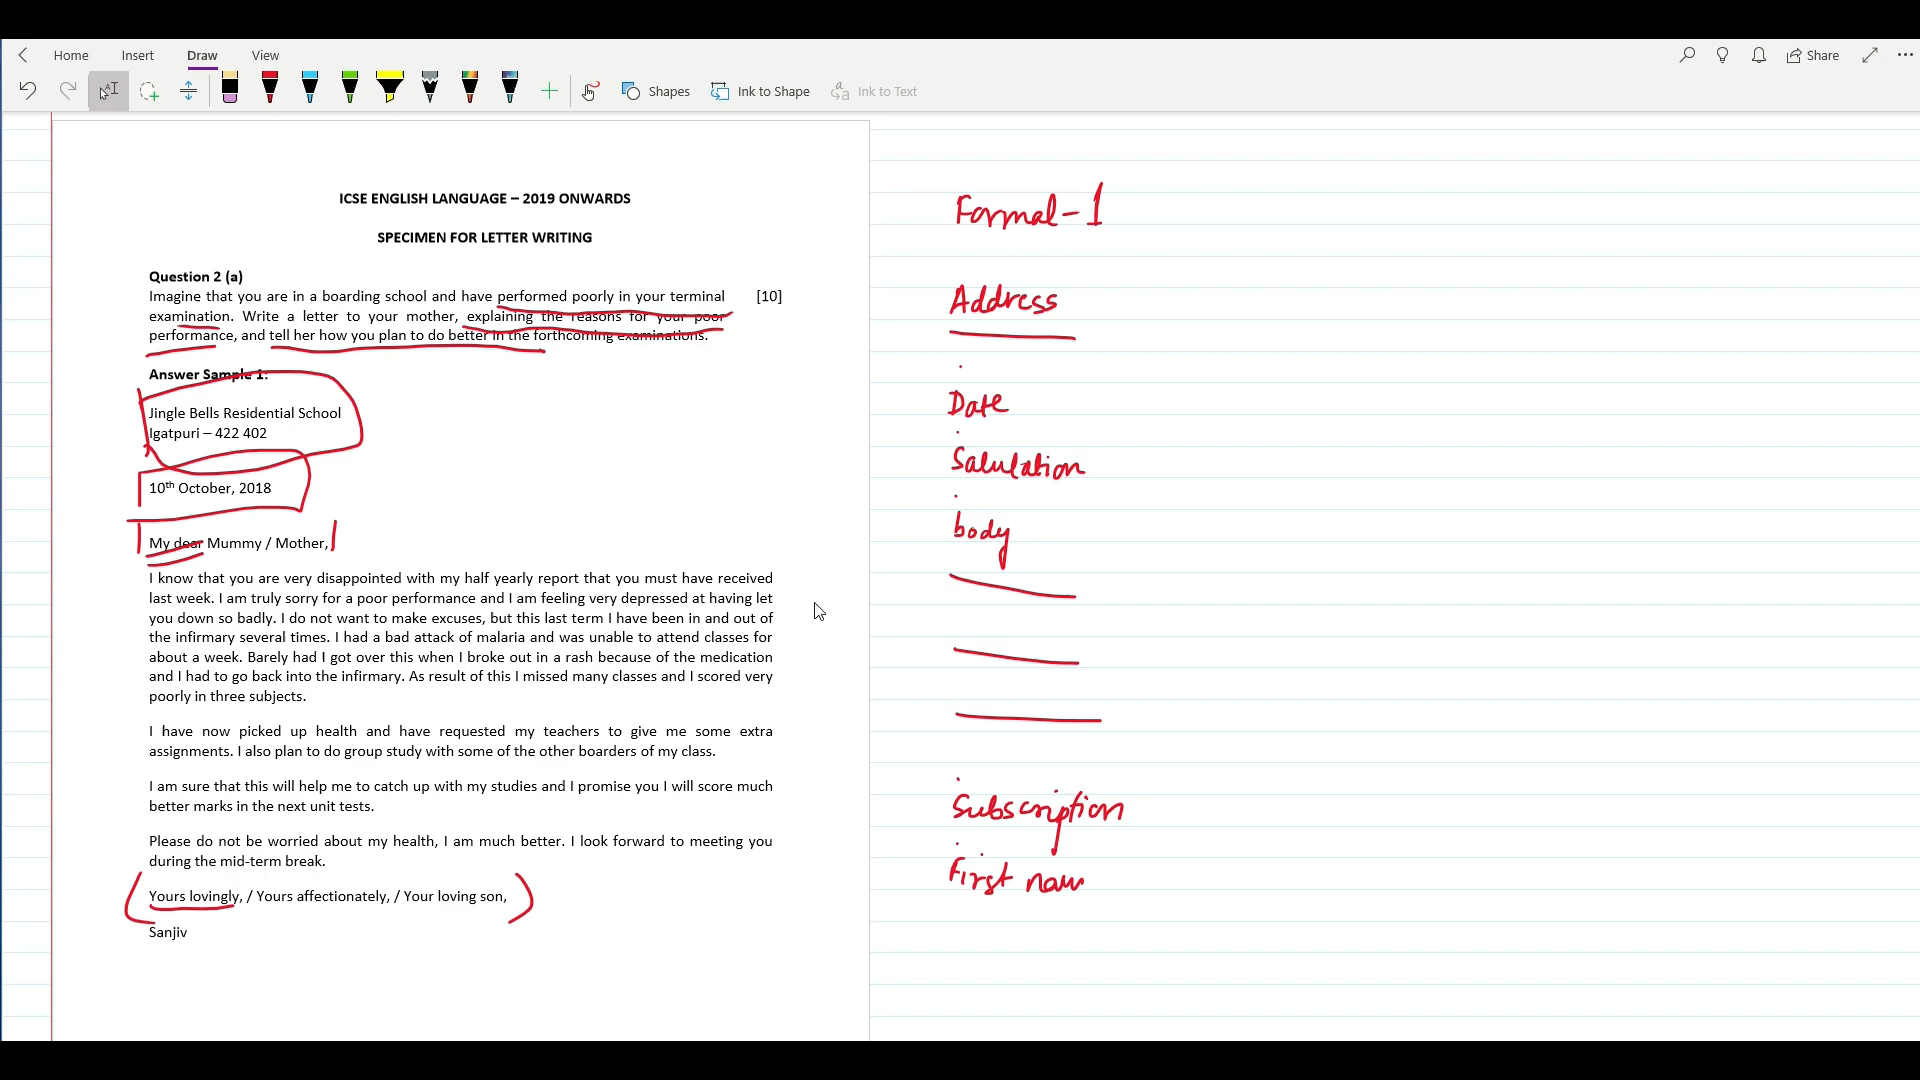 Home Insert Draw View
Share
Shapes Ink to Shape Ink to Text
ICSE ENGLISH LANGUAGE – 2019 ONWARDS
SPECIMEN FOR LETTER WRITING
Question 2 (a)
Imagine that you are in a boarding school and have performed poorly in your terminal [10]
examination. Write a letter to your mother, explaining the reasons for your poor
performance, and tell her how you plan to do better in the forthcoming examinations.
Answer Sample 1:
Jingle Bells Residential School
Igatpuri – 422 402
10th October, 2018
My dear Mummy / Mother,
I know that you are very disappointed with my half yearly report that you must have received
last week. I am truly sorry for a poor performance and I am feeling very depressed at having let
you down so badly. I do not want to make excuses, but this last term I have been in and out of
the infirmary several times. I had a bad attack of malaria and was unable to attend classes for
about a week. Barely had I got over this when I broke out in a rash because of the medication
and I had to go back into the infirmary. As result of this I missed many classes and I scored very
poorly in three subjects.
I have now picked up health and have requested my teachers to give me some extra
assignments. I also plan to do group study with some of the other boarders of my class.
I am sure that this will help me to catch up with my studies and I promise you I will score much
better marks in the next unit tests.
Please do not be worried about my health, I am much better. I look forward to meeting you
during the mid-term break.
Yours lovingly, / Yours affectionately, / Your loving son,
Sanjiv
Formal - 1
Address
Date
Salutation
body
Subscription
First name